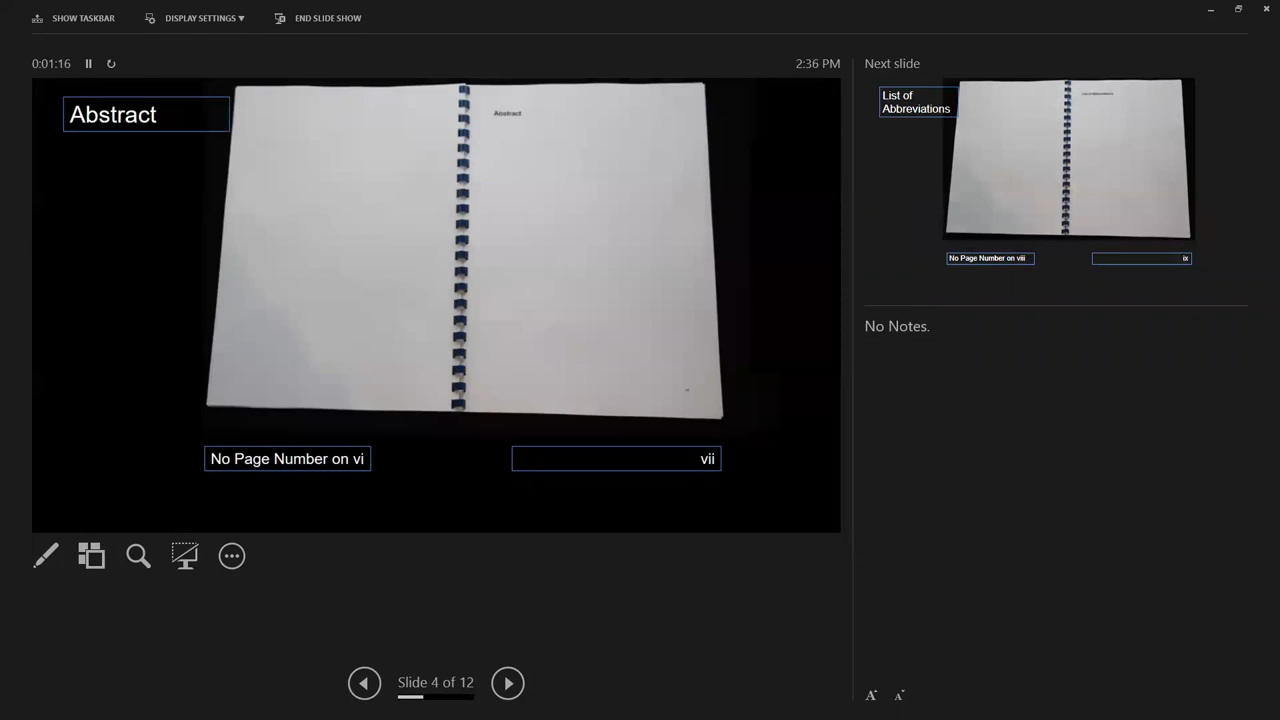 SHOW TASKBAR
DISPLAY SETTINGS ▾
END SLIDE SHOW
0:01:16
2:36 PM
Next slide
Abstract
Abstract
No Page Number on vi
vii
List of
Abbreviations
No Page Number on viii
ix
No Notes.
Slide 4 of 12
A
A